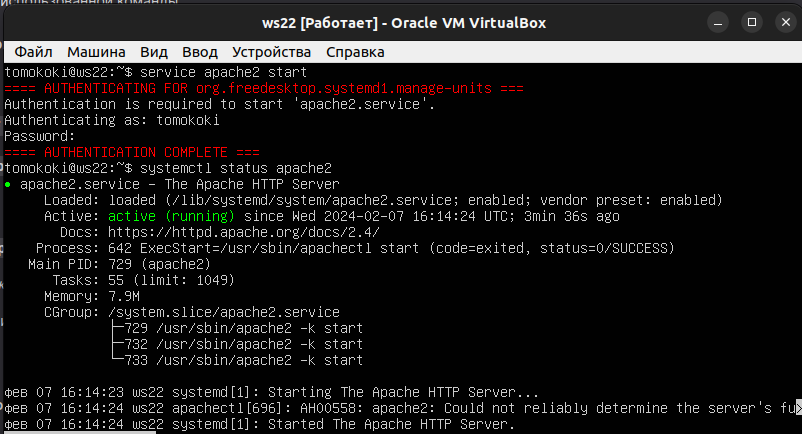 использованной команды
ws22 [Работает] - Oracle VM VirtualBox
Файл Машина Вид Ввод Устройства Справка
tomokoki@ws22:~$ service apache2 start
==== AUTHENTICATING FOR org.freedesktop.systemd1.manage-units ===
Authentication is required to start 'apache2.service'.
Authenticating as: tomokoki
Password:
==== AUTHENTICATION COMPLETE ===
tomokoki@ws22:~$ systemctl status apache2
● apache2.service - The Apache HTTP Server
Loaded: loaded (/lib/systemd/system/apache2.service; enabled; vendor preset: enabled)
Active: active (running) since Wed 2024-02-07 16:14:24 UTC; 3min 36s ago
Docs: https://httpd.apache.org/docs/2.4/
Process: 642 ExecStart=/usr/sbin/apachectl start (code=exited, status=0/SUCCESS)
Main PID: 729 (apache2)
Tasks: 55 (limit: 1049)
Memory: 7.9M
CGroup: /system.slice/apache2.service
├─729 /usr/sbin/apache2 -k start
├─732 /usr/sbin/apache2 -k start
└─733 /usr/sbin/apache2 -k start
фев 07 16:14:23 ws22 systemd[1]: Starting The Apache HTTP Server...
фев 07 16:14:24 ws22 apachectl[696]: AH00558: apache2: Could not reliably determine the server's fu>
фев 07 16:14:24 ws22 systemd[1]: Started The Apache HTTP Server.